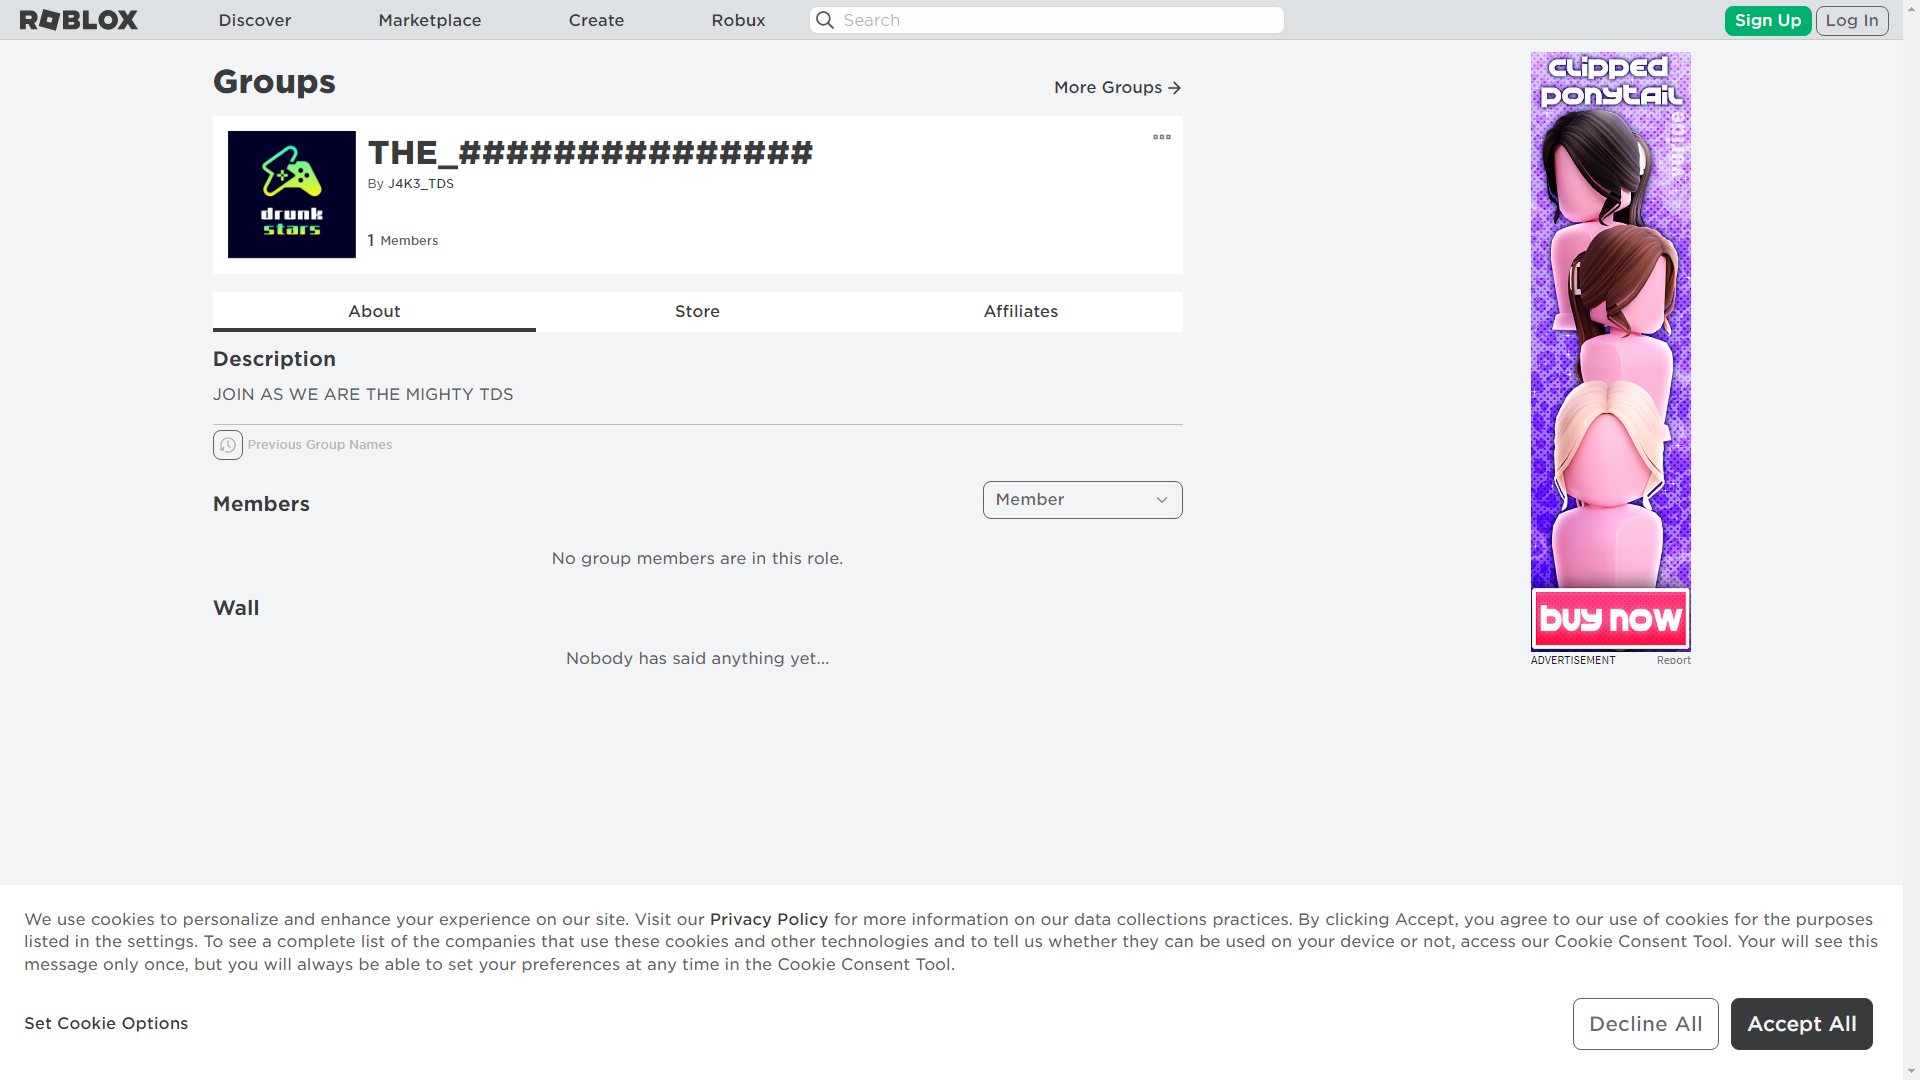 ROBLOX Discover Marketplace Create Robux Search Sign Up Log In
Groups
More Groups
THE_###############
By J4K3_TDS
1 Members
drunk
stars
About Store Affiliates
Description
JOIN AS WE ARE THE MIGHTY TDS
Previous Group Names
Members
Member
No group members are in this role.
Wall
Nobody has said anything yet...
clipped
ponytail
buy now
ADVERTISEMENT Report
We use cookies to personalize and enhance your experience on our site. Visit our Privacy Policy for more information on our data collections practices. By clicking Accept, you agree to our use of cookies for the purposes
listed in the settings. To see a complete list of the companies that use these cookies and other technologies and to tell us whether they can be used on your device or not, access our Cookie Consent Tool. Your will see this
message only once, but you will always be able to set your preferences at any time in the Cookie Consent Tool.
Set Cookie Options
Decline All
Accept All